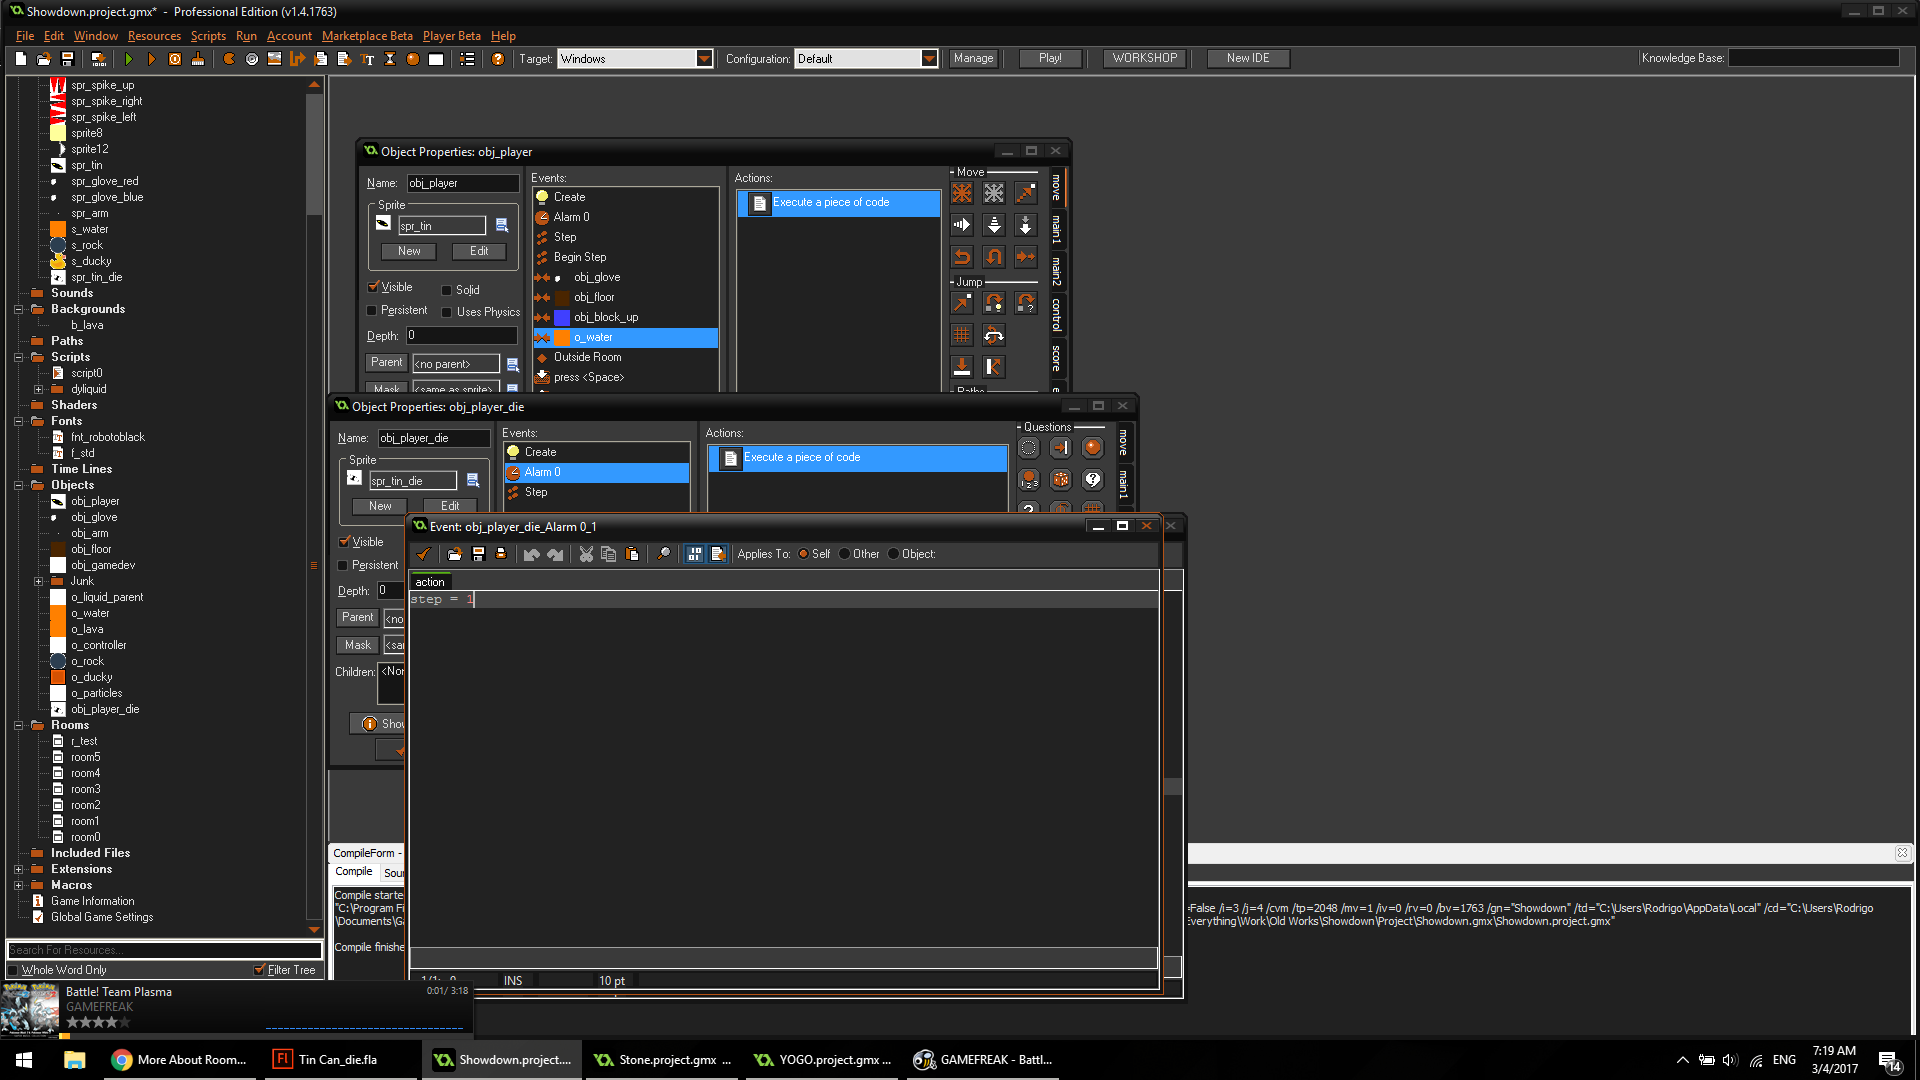 Showdown.project.gmx* - Professional Edition (v1.4.1763)
File Edit Window Resources Scripts Run Account Marketplace Beta Player Beta Help
Target: Windows Configuration: Default Manage Play! WORKSHOP New IDE Knowledge Base:
spr_spike_up
spr_spike_right
spr_spike_left
sprite8
sprite12
spr_tin
spr_glove_red
spr_glove_blue
spr_arm
s_water
s_rock
s_ducky
spr_tin_die
Sounds
Backgrounds
b_lava
Paths
Scripts
script0
dyliquid
Shaders
Fonts
fnt_robotoblack
f_std
Time Lines
Objects
obj_player
obj_glove
obj_arm
obj_floor
obj_gamedev
Junk
o_liquid_parent
o_water
o_lava
o_controller
o_rock
o_ducky
o_particles
obj_player_die
Rooms
r_test
room5
room4
room3
room2
room1
room0
Included Files
Extensions
Macros
Game Information
Global Game Settings
Search For Resources...
Whole Word Only Filter Tree
Object Properties: obj_player
Name: obj_player
Sprite
spr_tin
New Edit
Visible Solid
Persistent Uses Physics
Depth: 0
Parent <no parent>
Mask <same as sprite>
Events:
Create
Alarm 0
Step
Begin Step
obj_glove
obj_floor
obj_block_up
o_water
Outside Room
press <Space>
Actions:
Execute a piece of code
Move
Jump
Paths
move
main1
main2
control
score
Object Properties: obj_player_die
Name: obj_player_die
Sprite
spr_tin_die
New Edit
Visible
Persistent
Depth: 0
Parent <no
Mask <sa
Children: <Nor
Show
Events:
Create
Alarm 0
Step
Actions:
Execute a piece of code
Questions
move
main1
Event: obj_player_die_Alarm 0_1
Applies To: Self Other Object:
action
step = 1
1/1: 9 INS 10 pt
CompileForm -
Compile Sour
Compile starte
"C:\Program Fi
\Documents\Ga
Compile finishe
=False /i=3 /j=4 /cvm /tp=2048 /mv=1 /iv=0 /rv=0 /bv=1763 /gn="Showdown" /td="C:\Users\Rodrigo\AppData\Local" /cd="C:\Users\Rodrigo
Everything\Work\Old Works\Showdown\Project\Showdown.gmx\Showdown.project.gmx"
Battle! Team Plasma 0:01/ 3:18
GAMEFREAK
More About Room... Tin Can_die.fla Showdown.project.... Stone.project.gmx ... YOGO.project.gmx ... GAMEFREAK - Battl...
ENG
7:19 AM
3/4/2017
14